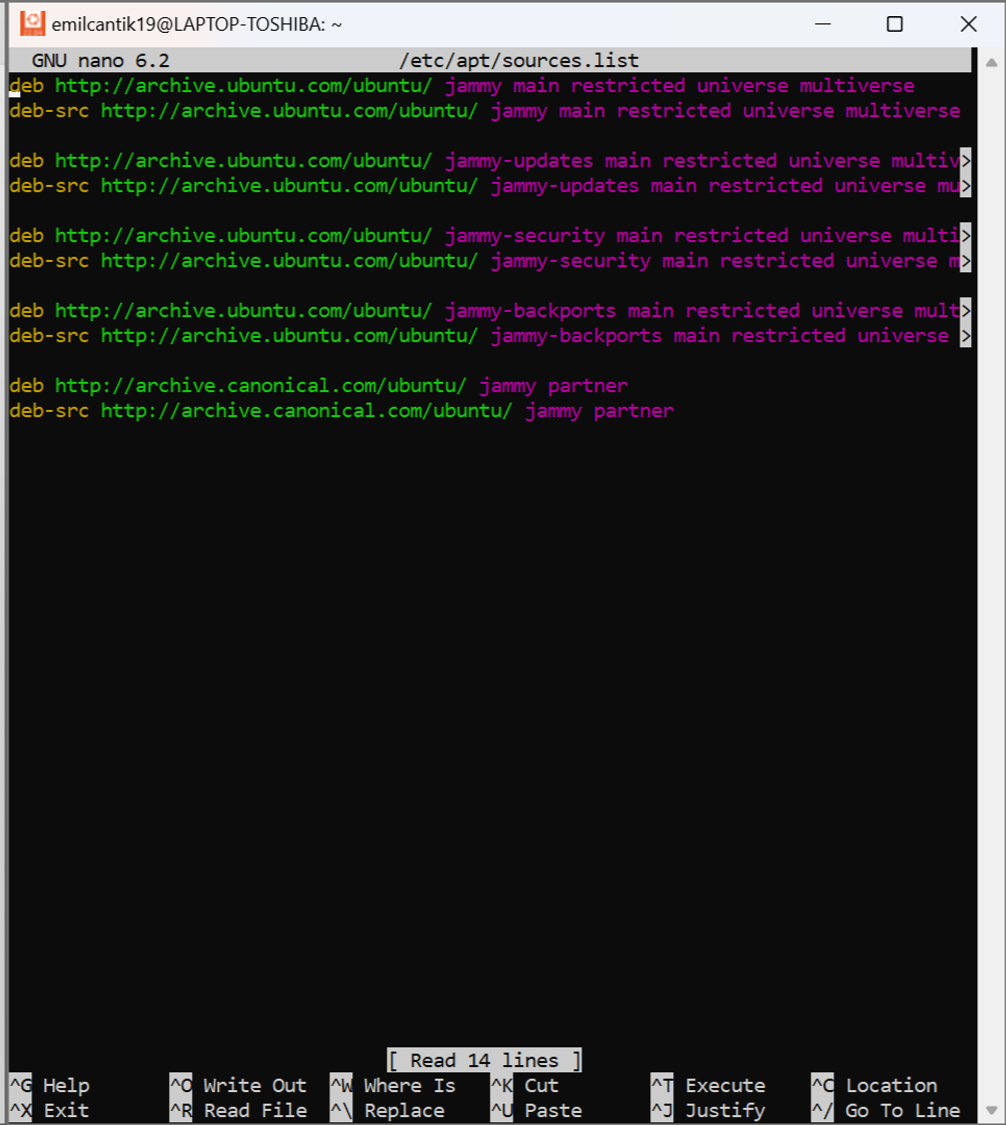 emilcantik19@LAPTOP-TOSHIBA: ~
GNU nano 6.2 /etc/apt/sources.list
deb http://archive.ubuntu.com/ubuntu/ jammy main restricted universe multiverse
deb-src http://archive.ubuntu.com/ubuntu/ jammy main restricted universe multiverse
deb http://archive.ubuntu.com/ubuntu/ jammy-updates main restricted universe multiv>
deb-src http://archive.ubuntu.com/ubuntu/ jammy-updates main restricted universe mu>
deb http://archive.ubuntu.com/ubuntu/ jammy-security main restricted universe multi>
deb-src http://archive.ubuntu.com/ubuntu/ jammy-security main restricted universe m>
deb http://archive.ubuntu.com/ubuntu/ jammy-backports main restricted universe mult>
deb-src http://archive.ubuntu.com/ubuntu/ jammy-backports main restricted universe >
deb http://archive.canonical.com/ubuntu/ jammy partner
deb-src http://archive.canonical.com/ubuntu/ jammy partner
[ Read 14 lines ]
^G Help ^O Write Out ^W Where Is ^K Cut ^T Execute ^C Location
^X Exit ^R Read File ^\ Replace ^U Paste ^J Justify ^/ Go To Line